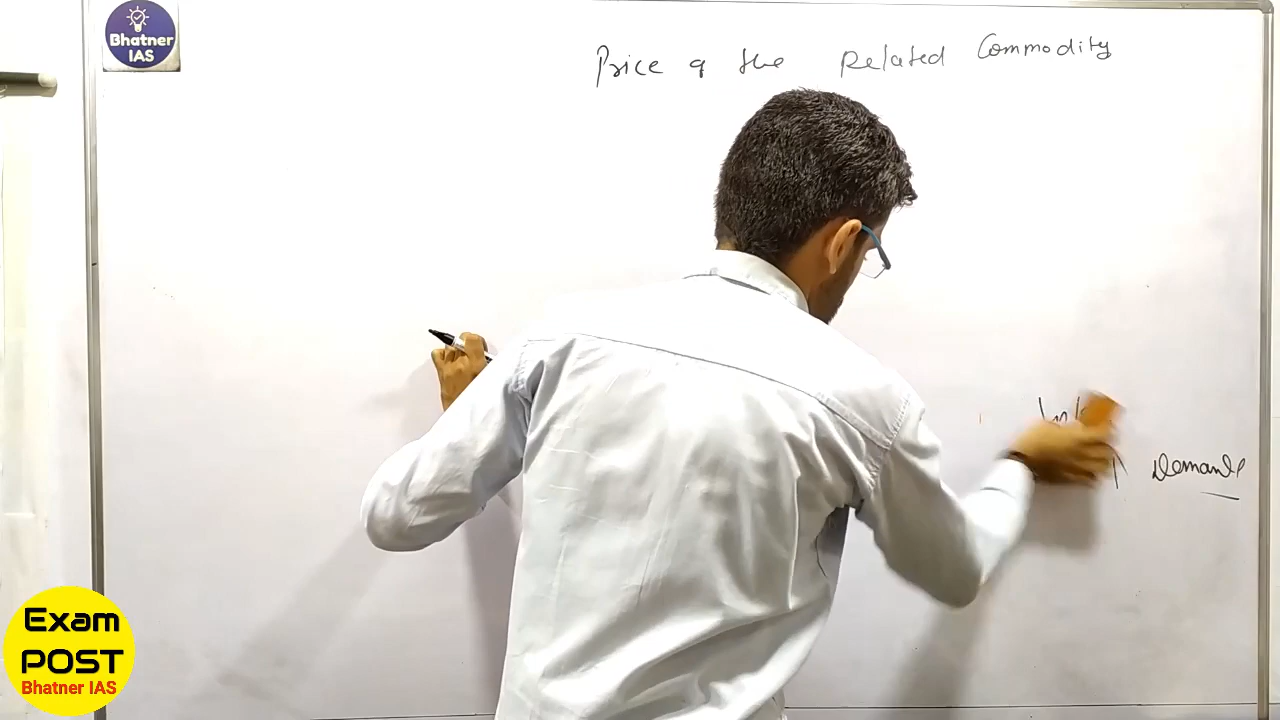 Bhatner
IAS
Price of the Related Commodity
Demand
Exam
POST
Bhatner IAS